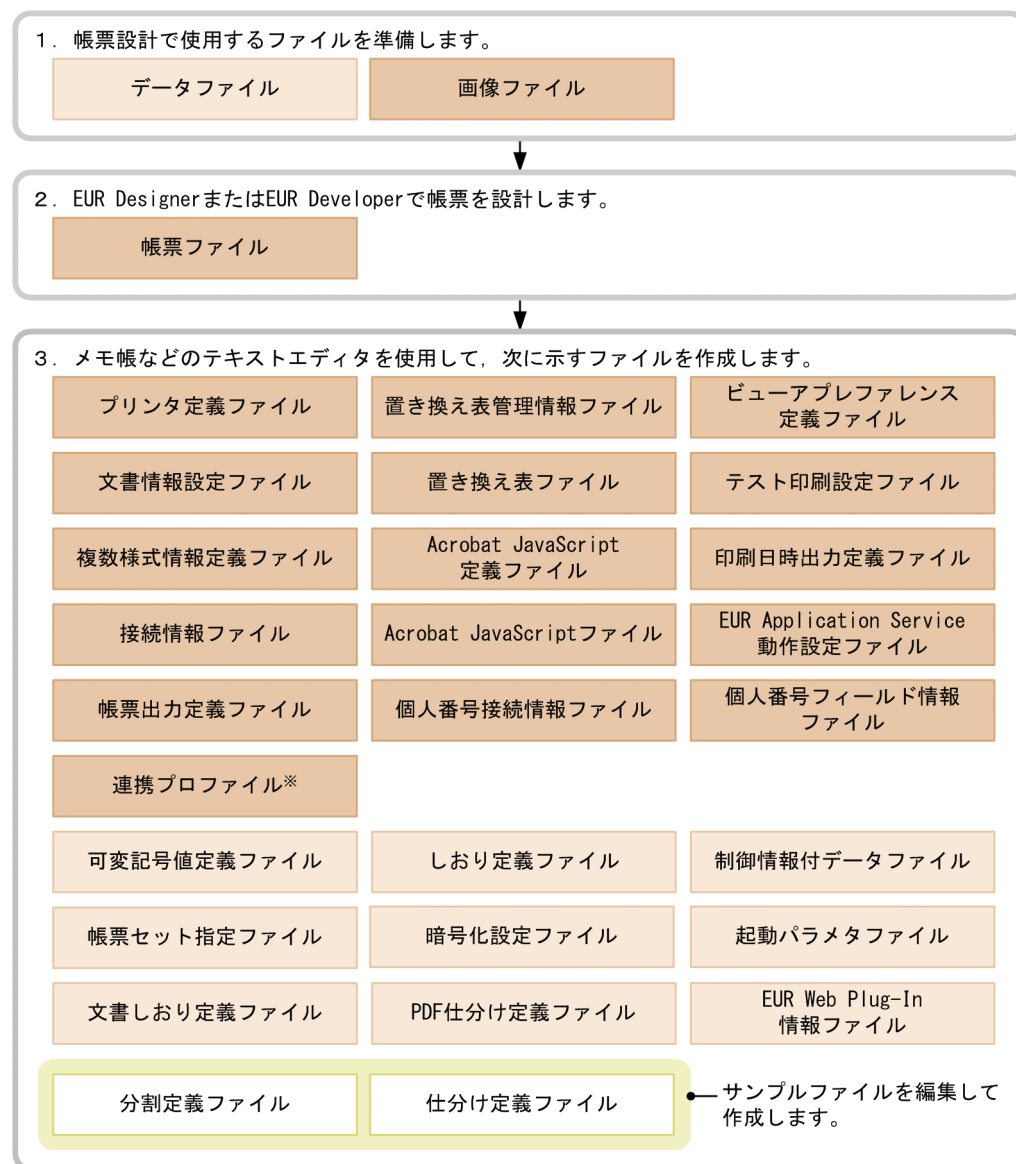 1. 帳票設計で使用するファイルを準備します。
データファイル
画像ファイル
2. EUR DesignerまたはEUR Developerで帳票を設計します。
帳票ファイル
3. メモ帳などのテキストエディタを使用して，次に示すファイルを作成します。
プリンタ定義ファイル
置き換え表管理情報ファイル
ビューアプレファレンス
定義ファイル
文書情報設定ファイル
置き換え表ファイル
テスト印刷設定ファイル
複数様式情報定義ファイル
Acrobat JavaScript
定義ファイル
印刷日時出力定義ファイル
接続情報ファイル
Acrobat JavaScriptファイル
EUR Application Service
動作設定ファイル
帳票出力定義ファイル
個人番号接続情報ファイル
個人番号フィールド情報
ファイル
連携プロファイル※
可変記号値定義ファイル
しおり定義ファイル
制御情報付データファイル
帳票セット指定ファイル
暗号化設定ファイル
起動パラメタファイル
文書しおり定義ファイル
PDF仕分け定義ファイル
EUR Web Plug-In
情報ファイル
分割定義ファイル
仕分け定義ファイル
サンプルファイルを編集して
作成します。